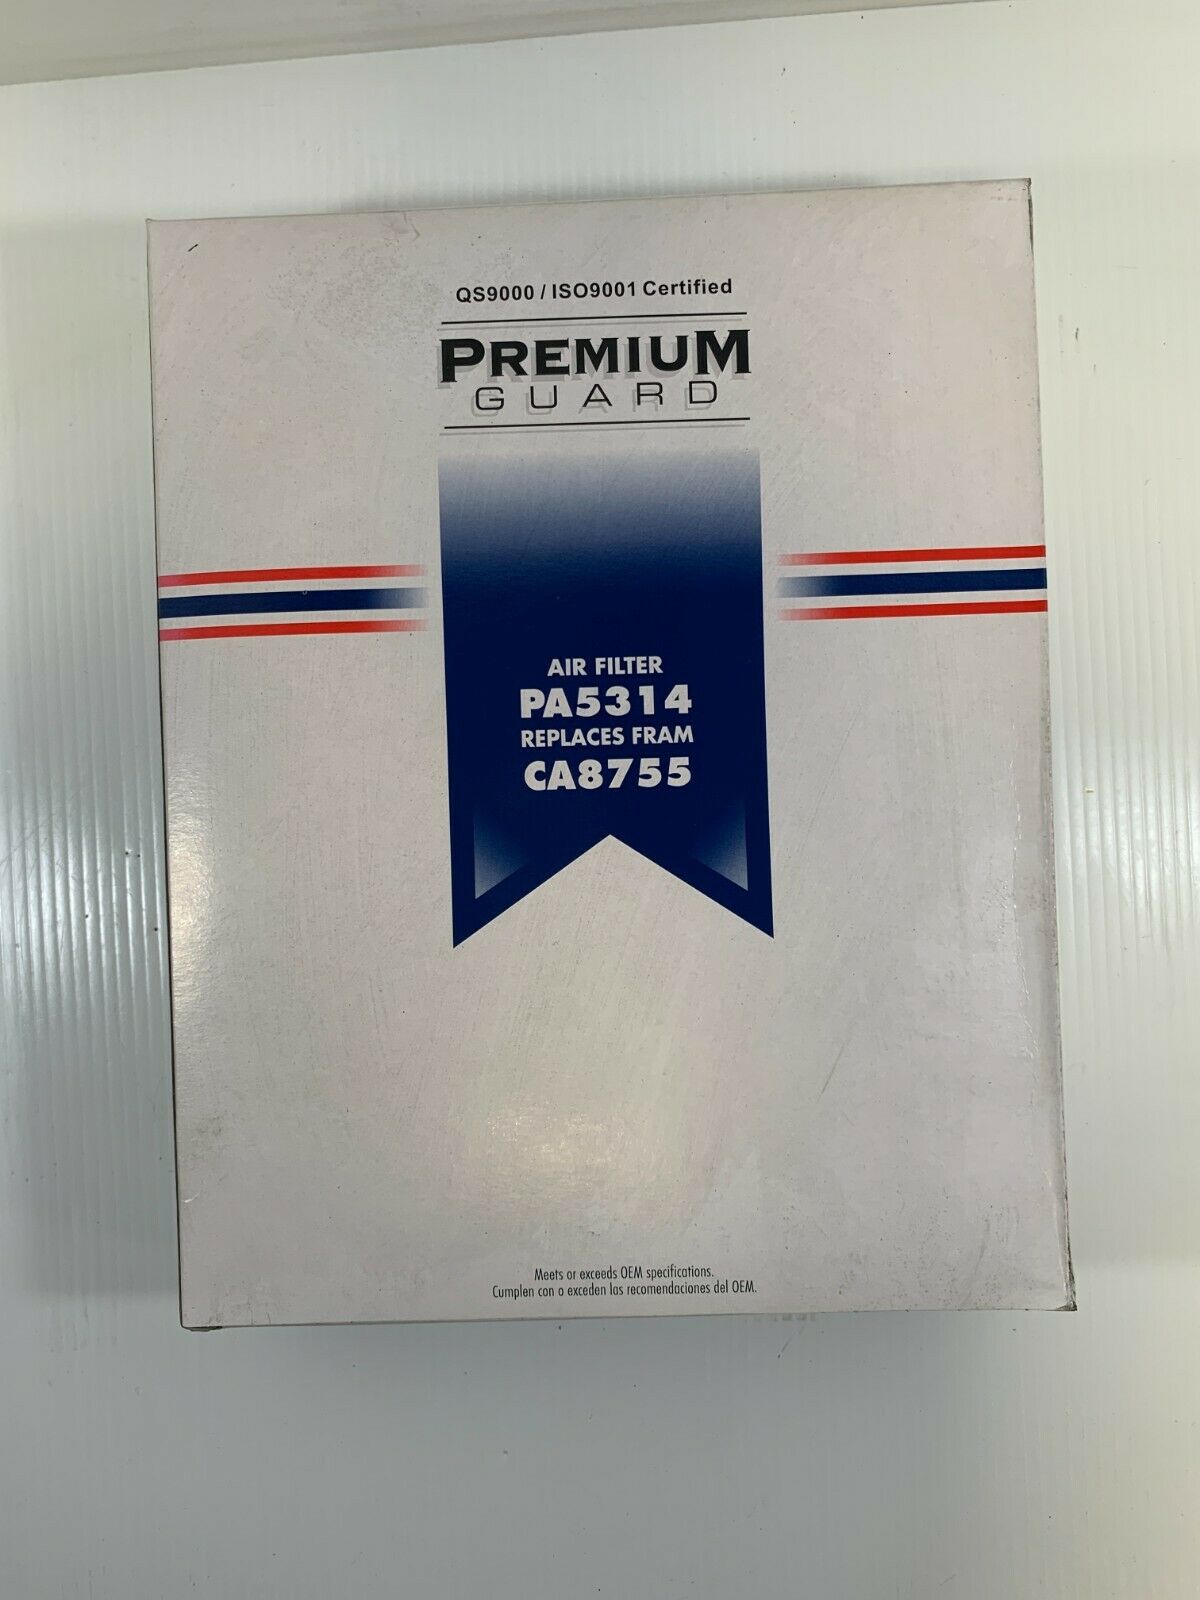 QS9000 / ISO9001 Certified
PREMIUM
GUARD
AIR FILTER
PA5314
REPLACES FRAM
CA8755
Meets or exceeds OEM specifications.
Cumplen con o exceden las recomendaciones del OEM.